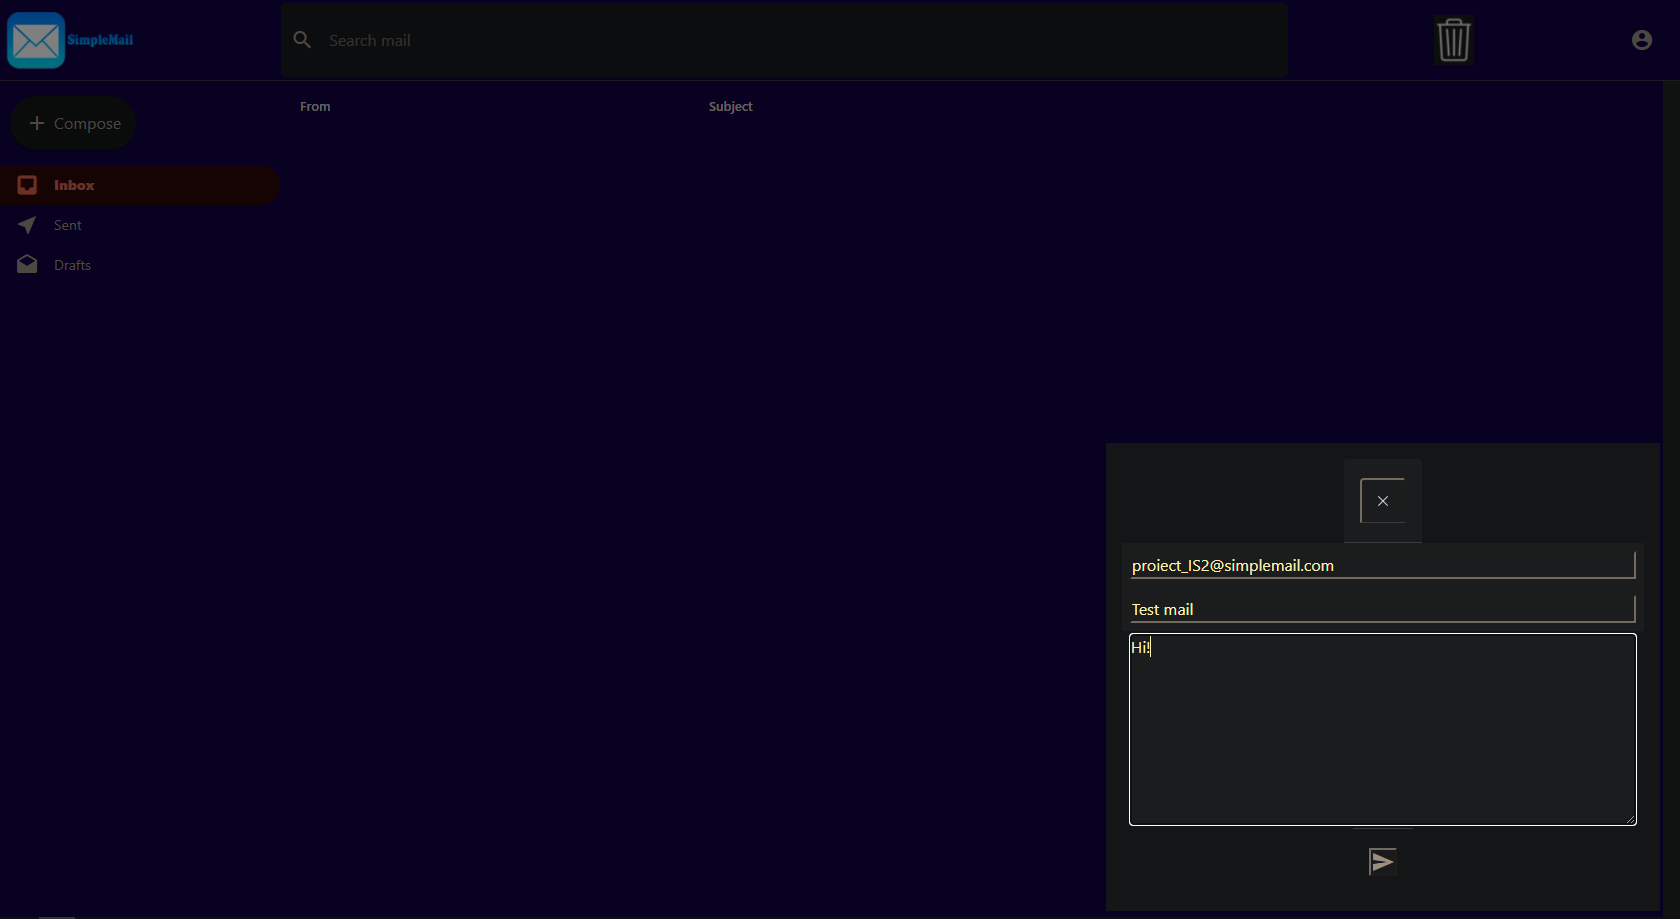 SimpleMail
Search mail
Compose
From
Subject
Inbox
Sent
Drafts
proiect_IS2@simplemail.com
Test mail
Hi!